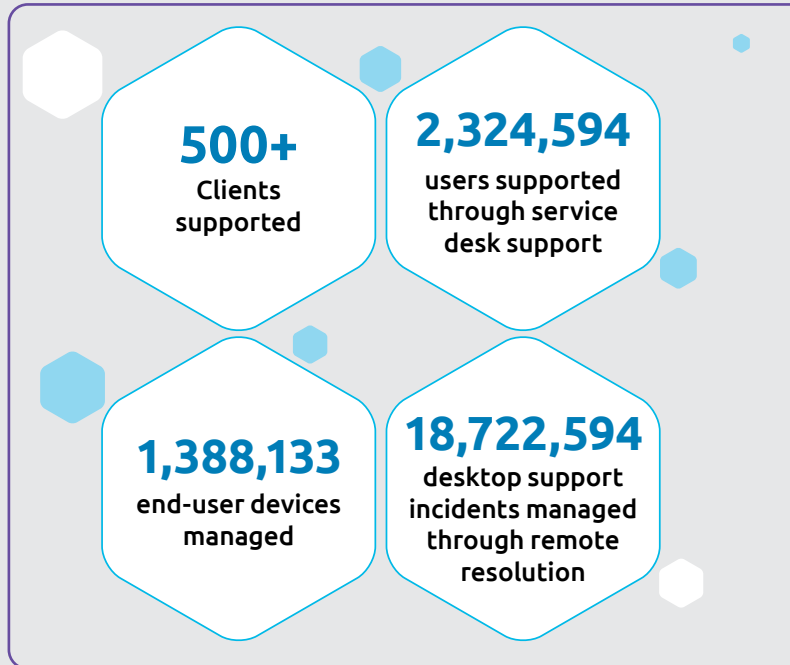 500+
Clients
supported
2,324,594
users supported
through service
desk support
1,388,133
end-user devices
managed
18,722,594
desktop support
incidents managed
through remote
resolution